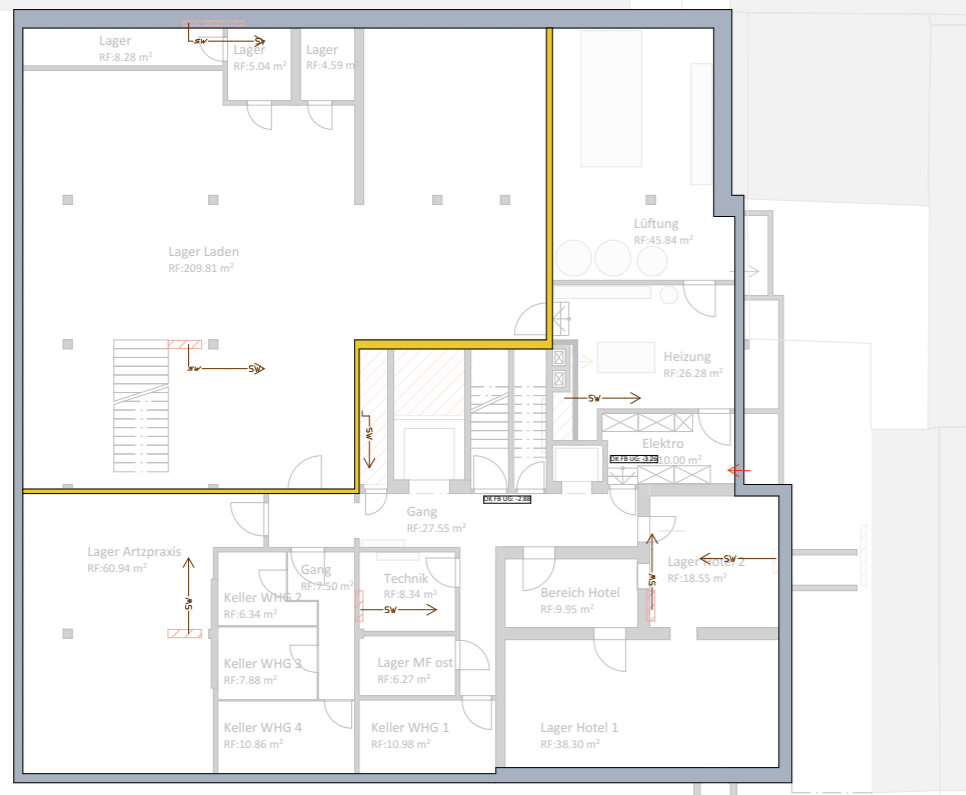 Lager
RF:8.28 m²
SW
SW
Lager
RF:5.04 m²
Lager
RF:4.59 m²
Lüftung
RF:45.84 m²
Lager Laden
RF:209.81 m²
SW
SW
Heizung
RF:26.28 m²
SW
SW
Elektro
10.00 m²
OK FB UG: -3.26
OK FB UG: -2.88
Gang
RF:27.55 m²
Lager Artzpraxis
RF:60.94 m²
SW
Gang
RF:7.50 m²
Keller WHG 2
RF:6.34 m²
Technik
RF:8.34 m²
SW
Bereich Hotel
RF:9.95 m²
SW
Lager Hotel 2
RF:18.55 m²
SW
Keller WHG 3
RF:7.88 m²
Lager MF ost
RF:6.27 m²
Keller WHG 4
RF:10.86 m²
Keller WHG 1
RF:10.98 m²
Lager Hotel 1
RF:38.30 m²